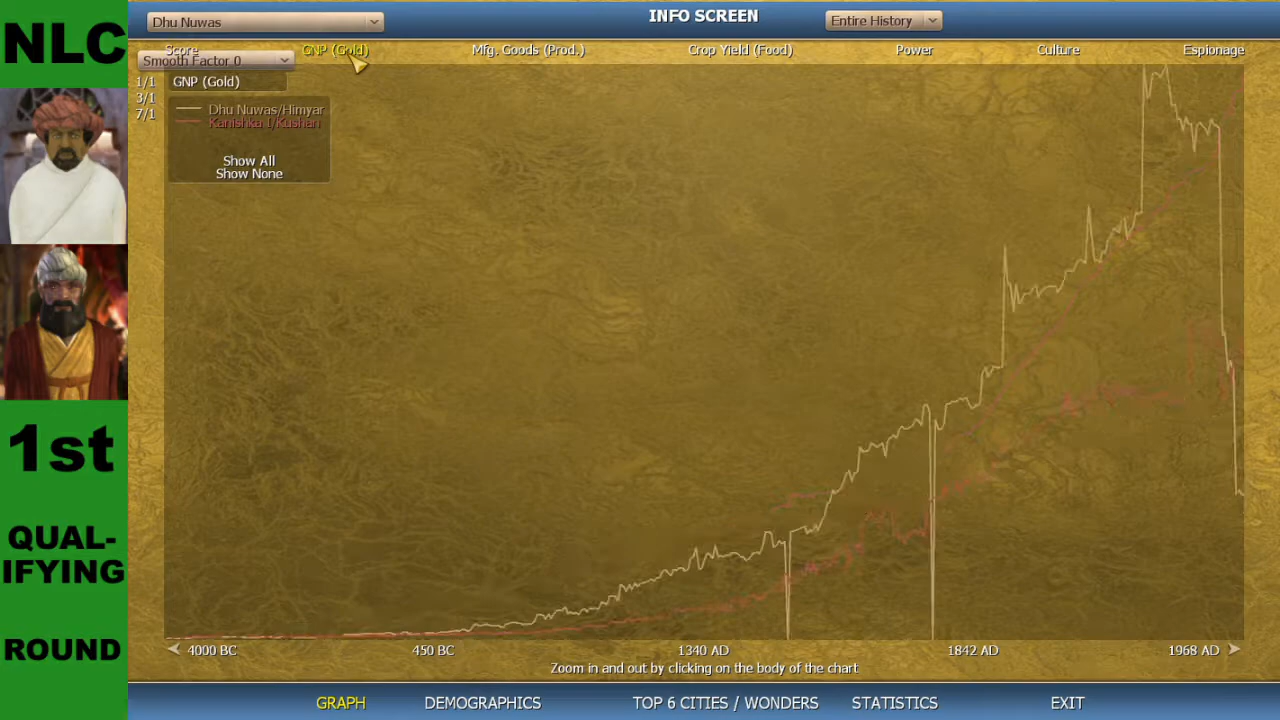 NLC
1st
QUAL-
IFYING
ROUND
Dhu Nuwas
INFO SCREEN
Entire History
Score GNP (Gold) Mfg. Goods (Prod.) Crop Yield (Food) Power Culture Espionage
Smooth Factor 0
1/1 GNP (Gold)
3/1
7/1
Dhu Nuwas/Himyar
Kanishka I/Kushan
Show All
Show None
4000 BC 450 BC 1340 AD 1842 AD 1968 AD
Zoom in and out by clicking on the body of the chart
GRAPH DEMOGRAPHICS TOP 6 CITIES / WONDERS STATISTICS EXIT